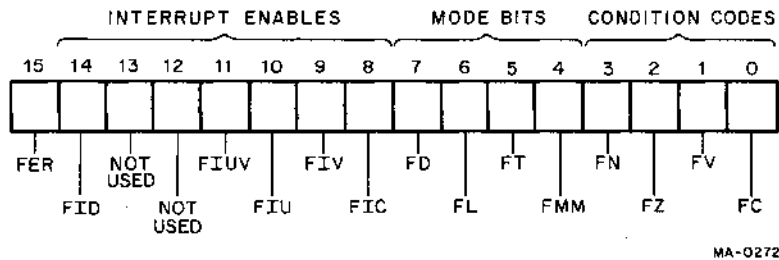 INTERRUPT ENABLES MODE BITS CONDITION CODES
15 14 13 12 11 10 9 8 7 6 5 4 3 2 1 0
FER NOT USED FIUV FIV FD FT FN FV
FID NOT USED FIU FIC FL FMM FZ FC
MA-0272